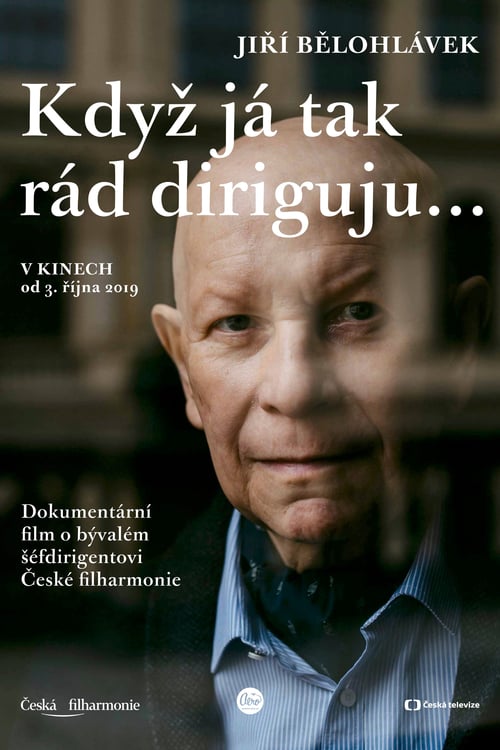 JIŘÍ BĚLOHLÁVEK
Když já tak
rád diriguju...
V KINECH
od 3. října 2019
Dokumentární
film o bývalém
šéfdirigentovi
České filharmonie
Česká filharmonie
Aero
Česká televize